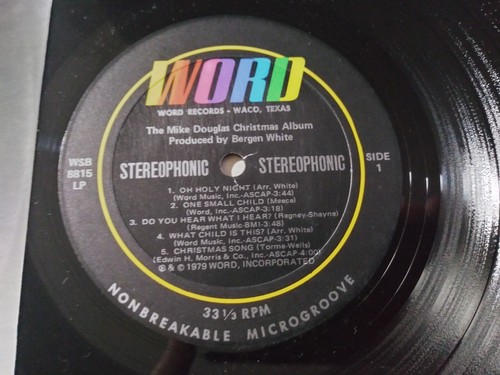 WORD
WORD RECORDS - WACO, TEXAS
The Mike Douglas Christmas Album
Produced by Bergen White
WSB
8815
LP
STEREOPHONIC STEREOPHONIC
SIDE
1
1. OH HOLY NIGHT (Arr. White)
(Word Music, Inc.-ASCAP-3:44)
2. ONE SMALL CHILD (Meece)
(Word, Inc.-ASCAP-3:18)
3. DO YOU HEAR WHAT I HEAR? (Regney-Shayne)
(Regent Music-BMI-3:48)
4. WHAT CHILD IS THIS? (Arr. White)
(Word Music, Inc.-ASCAP-3:31)
5. CHRISTMAS SONG (Torme-Wells)
(Edwin H. Morris & Co., Inc.-ASCAP-4:00)
℗ & © 1979 WORD, INCORPORATED
33 1/3 RPM
NONBREAKABLE MICROGROOVE